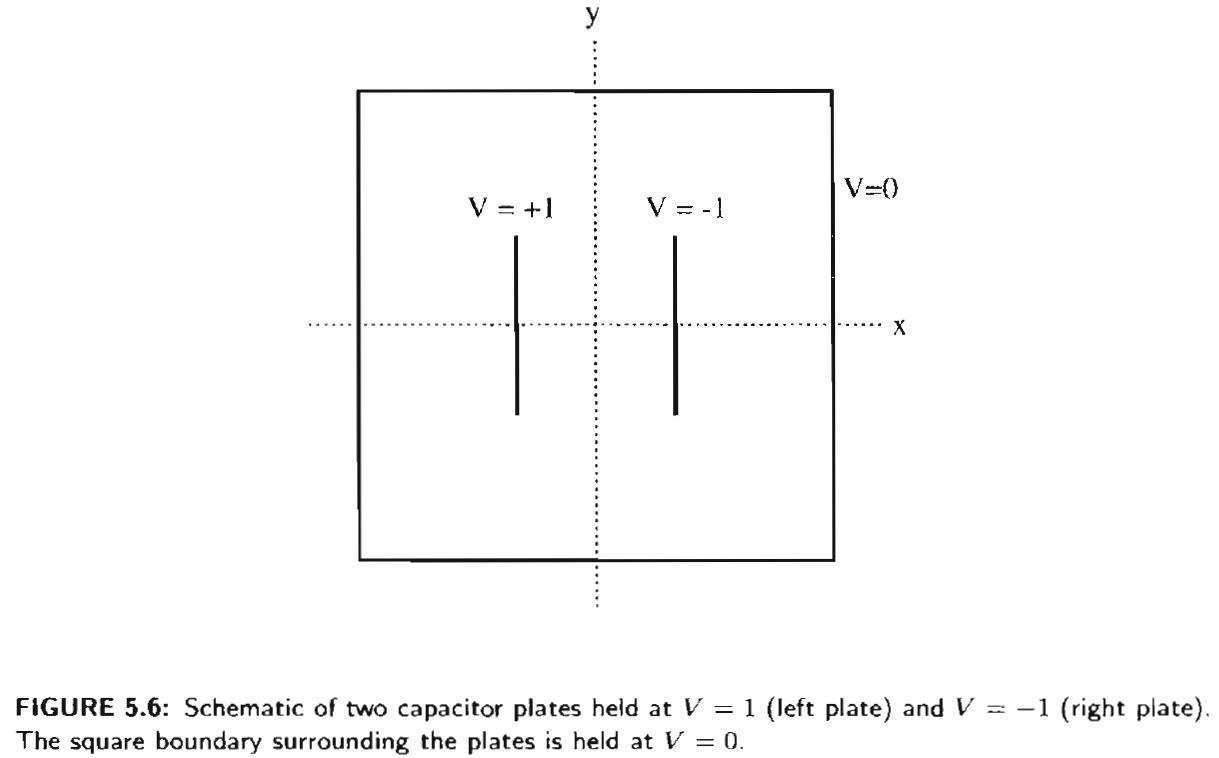 y
V = +1
V = -1
V=0
x
FIGURE 5.6: Schematic of two capacitor plates held at V = 1 (left plate) and V = −1 (right plate).
The square boundary surrounding the plates is held at V = 0.